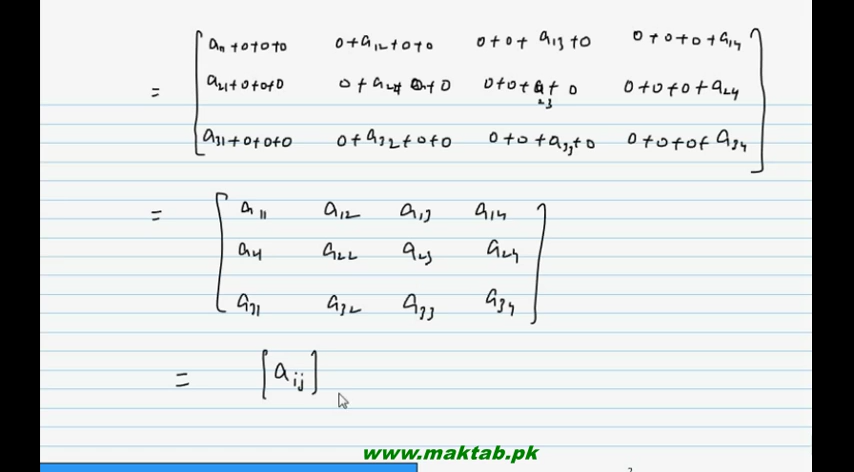 a11+0+0+0 0+a12+0+0 0+0+a13+0 0+0+0+a14
= a21+0+0+0 0+a22+0+0 0+0+a23+0 0+0+0+a24
a31+0+0+0 0+a32+0+0 0+0+a33+0 0+0+0+a34
= a11 a12 a13 a14
a21 a22 a23 a24
a31 a32 a33 a34
= [aij]
www.maktab.pk